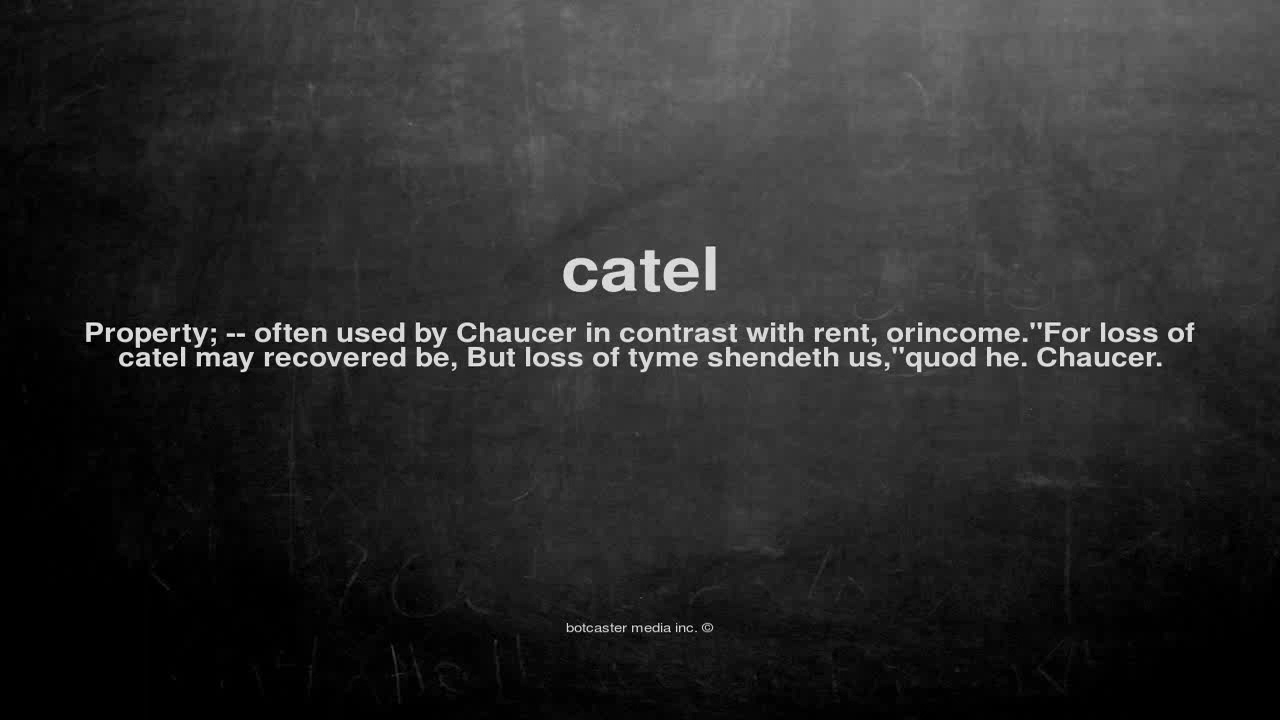 catel
Property; -- often used by Chaucer in contrast with rent, orincome."For loss of
catel may recovered be, But loss of tyme shendeth us,"quod he. Chaucer.
botcaster media inc. ©